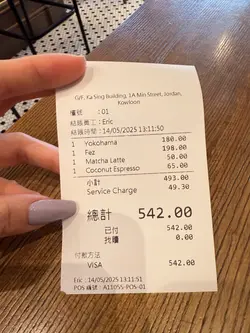 G/F, Ka Sing Building, 1A Min Street, Jordan,
Kowloon
檯號 : 01
結賬員工 : Eric
結賬時間 : 14/05/2025 13:11:50
1 Yokohama 180.00
1 Fez 198.00
1 Matcha Latte 50.00
1 Coconut Espresso 65.00
小計 493.00
Service Charge 49.30
總計 542.00
已付 542.00
找贖 0.00
付款方法
VISA 542.00
Eric : 14/05/2025 13:11:51
POS 編號 : A11055-POS-01